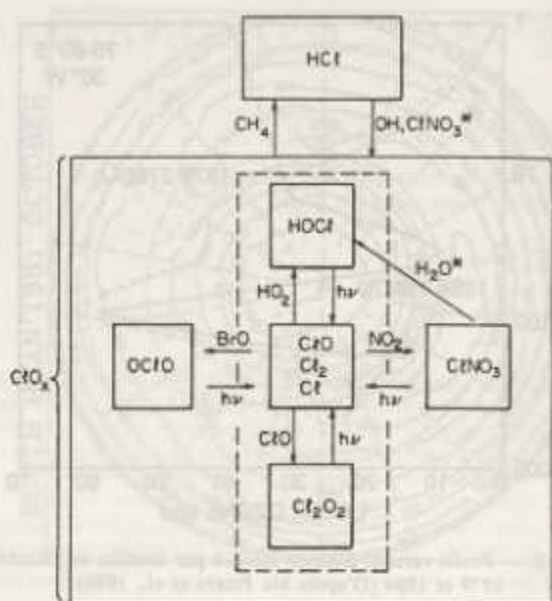 HCℓ
CH₄
OH, CℓNO₃*
HOCℓ
H₂O*
HO₂
hν
BrO
CℓO
Cℓ₂
Cℓ
NO₂
OCℓO
CℓNO₃
CℓOₓ
hν
hν
CℓO
hν
Cℓ₂O₂